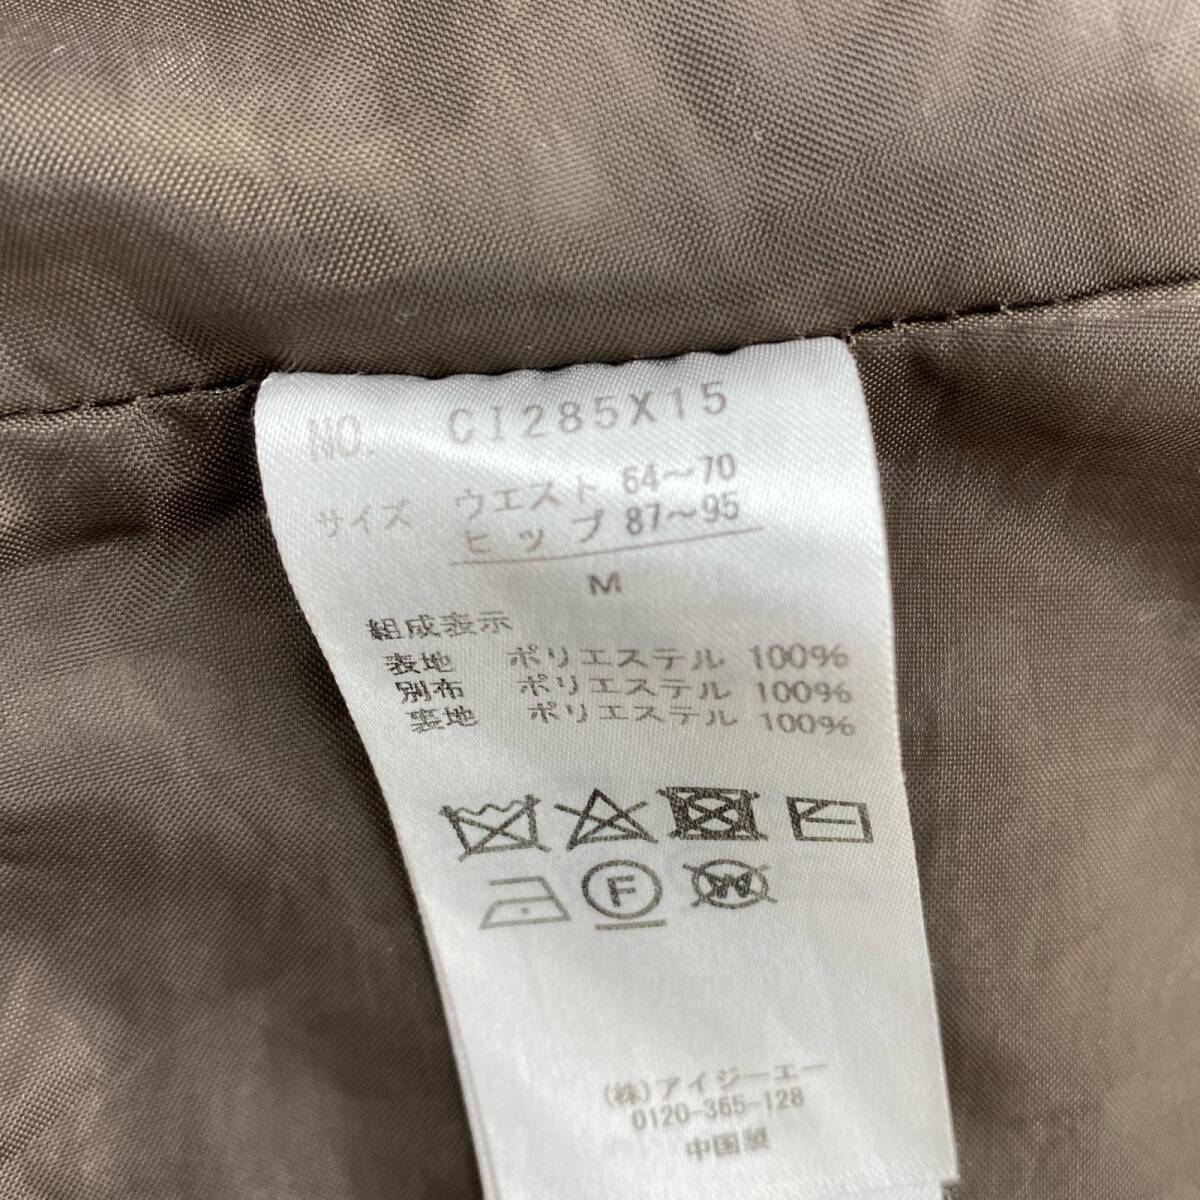 NO. CI285X15
サイズ ウエスト 64～70
ヒップ 87～95
M
組成表示
表地 ポリエステル 100%
別布 ポリエステル 100%
裏地 ポリエステル 100%
F
W
(株)アイジーエー
0120-365-128
中国製